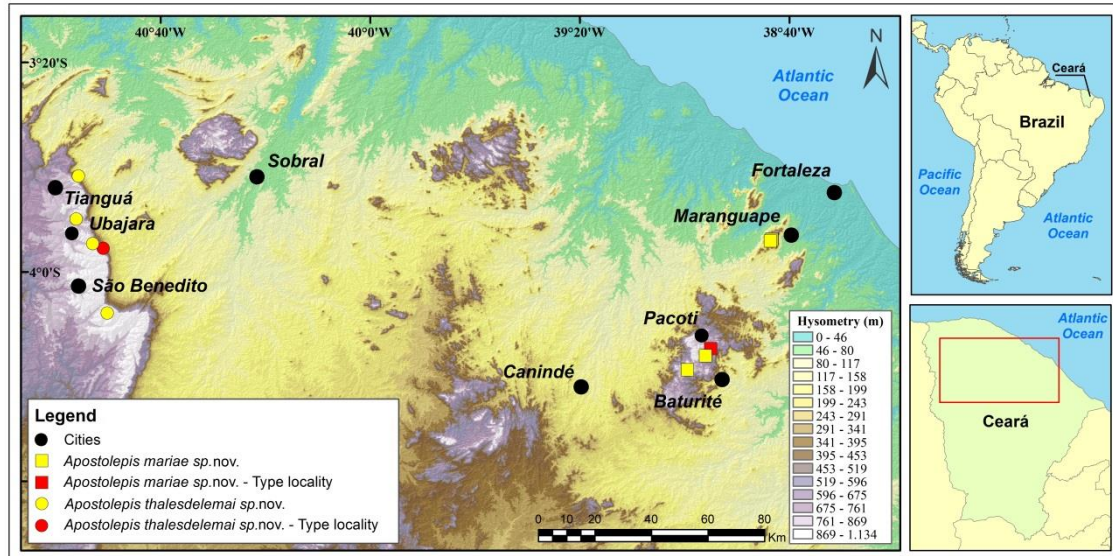 40°40'W
40°0'W
39°20'W
38°40'W
3°20'S
4°0'S
N
Atlantic
Ocean
Sobral
Tianguá
Ubajara
São Benedito
Fortaleza
Maranguape
Pacoti
Canindé
Baturité
Legend
Cities
Apostolepis mariae sp.nov.
Apostolepis mariae sp.nov. - Type locality
Apostolepis thalesdelemai sp.nov.
Apostolepis thalesdelemai sp.nov. - Type locality
0 5 10 20 40 60 80
Km
Hysometry (m)
0 - 46
46 - 80
80 - 117
117 - 158
158 - 199
199 - 243
243 - 291
291 - 341
341 - 395
395 - 453
453 - 519
519 - 596
596 - 675
675 - 761
761 - 869
869 - 1.134
Ceará
Brazil
Pacific
Ocean
Atlantic
Ocean
Atlantic
Ocean
Ceará